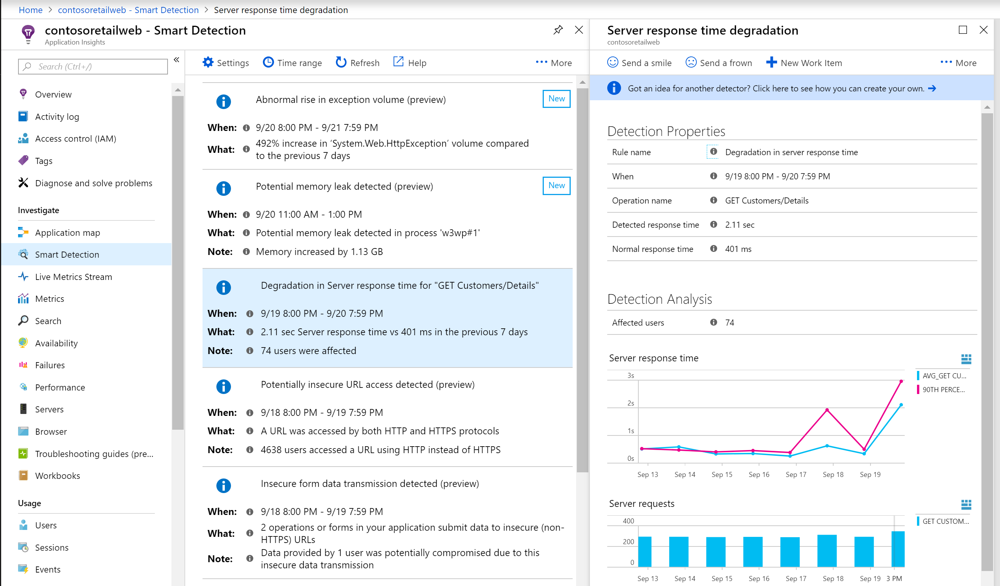 Home > contosoretailweb - Smart Detection > Server response time degradation
contosoretailweb - Smart Detection
Application Insights
Search (Ctrl+/)
Overview
Activity log
Access control (IAM)
Tags
Diagnose and solve problems
Investigate
Application map
Smart Detection
Live Metrics Stream
Metrics
Search
Availability
Failures
Performance
Servers
Browser
Troubleshooting guides (pre...
Workbooks
Usage
Users
Sessions
Events
Settings Time range Refresh Help ... More
Abnormal rise in exception volume (preview) New
When: 9/20 8:00 PM - 9/21 7:59 PM
What: 492% increase in ‘System.Web.HttpException’ volume compared
to the previous 7 days
Potential memory leak detected (preview) New
When: 9/20 11:00 AM - 1:00 PM
What: Potential memory leak detected in process 'w3wp#1'
Note: Memory increased by 1.13 GB
Degradation in Server response time for "GET Customers/Details"
When: 9/19 8:00 PM - 9/20 7:59 PM
What: 2.11 sec Server response time vs 401 ms in the previous 7 days
Note: 74 users were affected
Potentially insecure URL access detected (preview)
When: 9/18 8:00 PM - 9/19 7:59 PM
What: A URL was accessed by both HTTP and HTTPS protocols
Note: 4638 users accessed a URL using HTTP instead of HTTPS
Insecure form data transmission detected (preview)
When: 9/18 8:00 PM - 9/19 7:59 PM
What: 2 operations or forms in your application submit data to insecure (non-
HTTPS) URLs
Note: Data provided by 1 user was potentially compromised due to this
insecure data transmission
Server response time degradation
contosoretailweb
Send a smile Send a frown New Work Item ... More
Got an idea for another detector? Click here to see how you can create your own.
Detection Properties
Rule name Degradation in server response time
When 9/19 8:00 PM - 9/20 7:59 PM
Operation name GET Customers/Details
Detected response time 2.11 sec
Normal response time 401 ms
Detection Analysis
Affected users 74
Server response time
3s
2s
1s
0s
Sep 13 Sep 14 Sep 15 Sep 16 Sep 17 Sep 18 Sep 19
AVG_GET CU...
90TH PERCE...
Server requests
400
200
0
Sep 13 Sep 14 Sep 15 Sep 16 Sep 17 Sep 18 Sep 19 3 PM
GET CUSTOM...